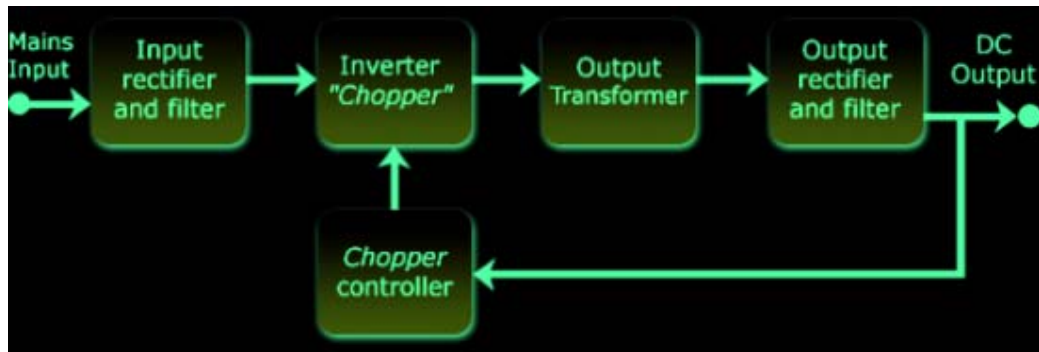 Mains
Input
Input
rectifier
and filter
Inverter
"Chopper"
Output
Transformer
Output
rectifier
and filter
DC
Output
Chopper
controller